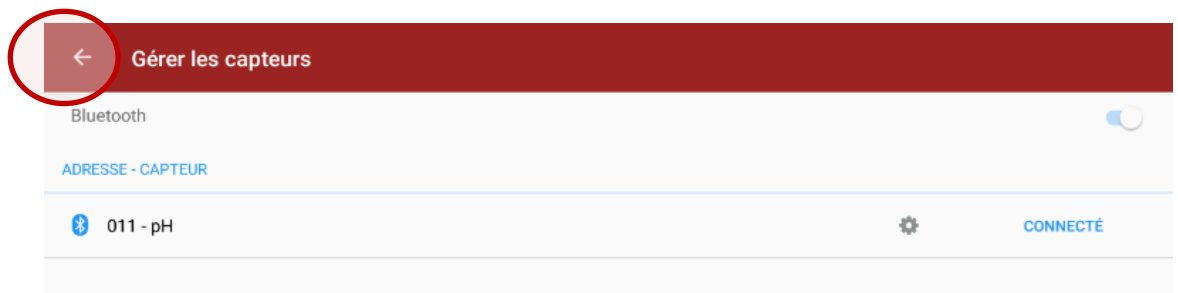 Gérer les capteurs
Bluetooth
ADRESSE - CAPTEUR
011 - pH CONNECTÉ